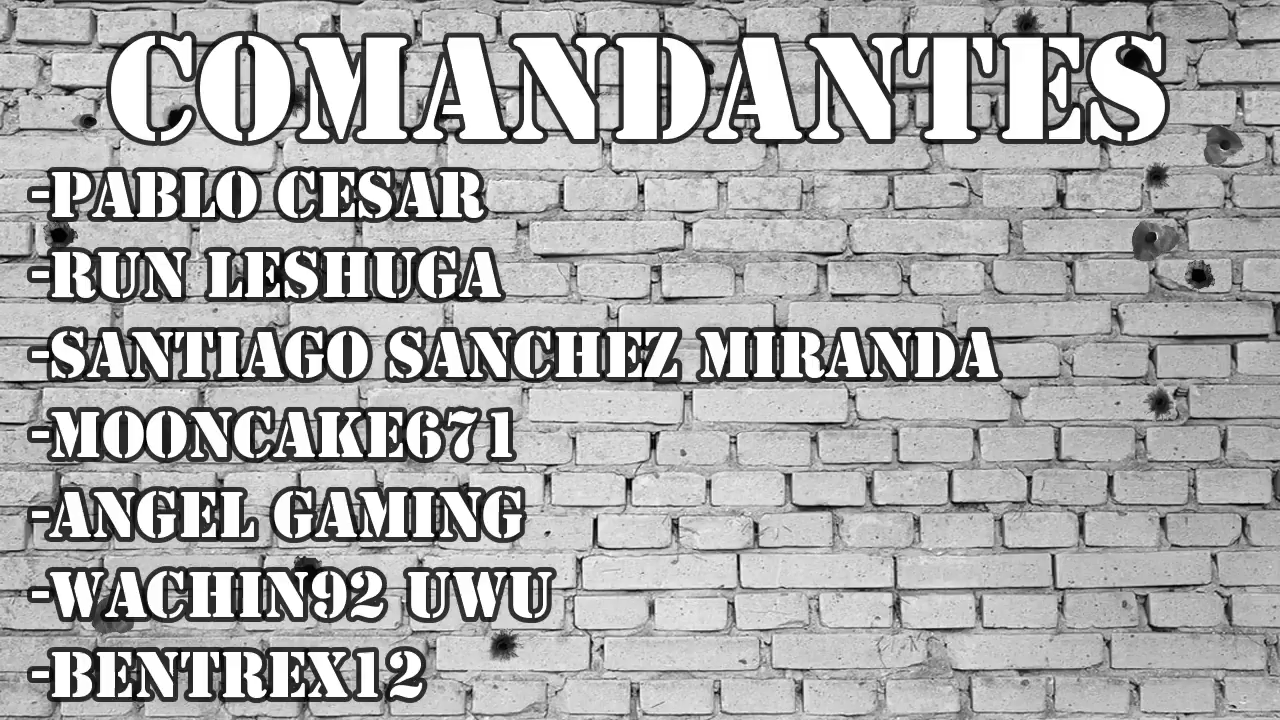 COMANDANTES
-PABLO CESAR
-RUN LESHUGA
-SANTIAGO SANCHEZ MIRANDA
-MOONCAKE671
-ANGEL GAMING
-WACHIN92 UWU
-BENTREX12